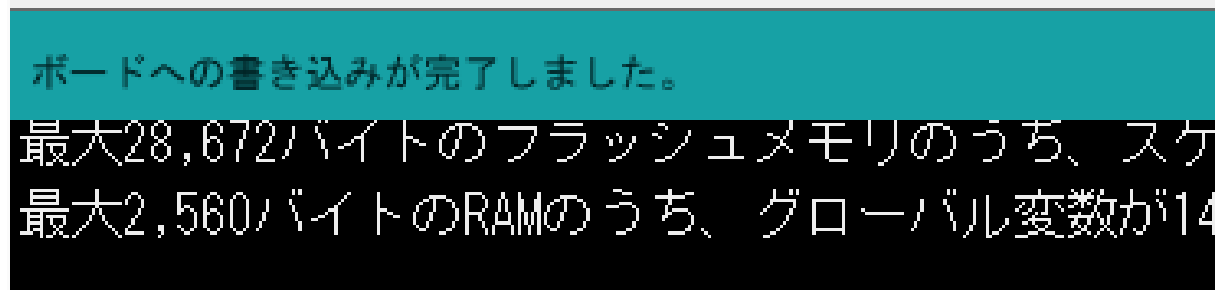 ボードへの書き込みが完了しました。
最大28,672バイトのフラッシュメモリのうち、スケ
最大2,560バイトのRAMのうち、グローバル変数が14